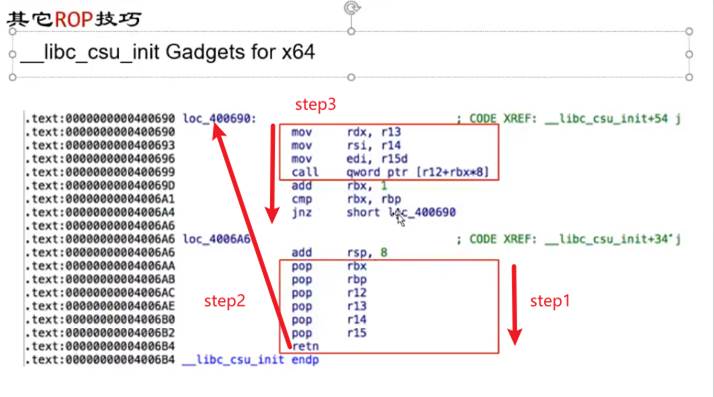 其它ROP技巧
__libc_csu_init Gadgets for x64
step3
.text:0000000000400690 loc_400690: ; CODE XREF: __libc_csu_init+54 j
.text:0000000000400690 mov rdx, r13
.text:0000000000400693 mov rsi, r14
.text:0000000000400696 mov edi, r15d
.text:0000000000400699 call qword ptr [r12+rbx*8]
.text:000000000040069D add rbx, 1
.text:00000000004006A1 cmp rbx, rbp
.text:00000000004006A4 jnz short loc_400690
.text:00000000004006A6
.text:00000000004006A6 loc_4006A6 ; CODE XREF: __libc_csu_init+34 j
.text:00000000004006A6 add rsp, 8
.text:00000000004006AA pop rbx
.text:00000000004006AB pop rbp
.text:00000000004006AC pop r12
.text:00000000004006AE pop r13
.text:00000000004006B0 pop r14
.text:00000000004006B2 pop r15
.text:00000000004006B4 retn
.text:00000000004006B4 __libc_csu_init endp
step2
step1